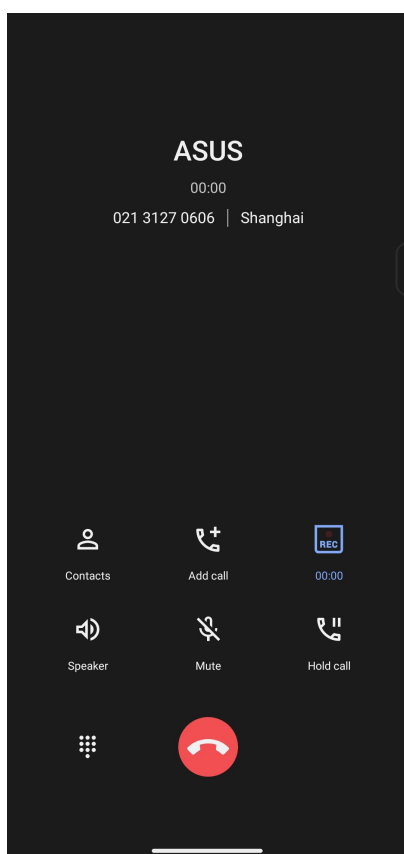 ASUS
00:00
021 3127 0606 | Shanghai
REC
Contacts Add call 00:00
Speaker Mute Hold call